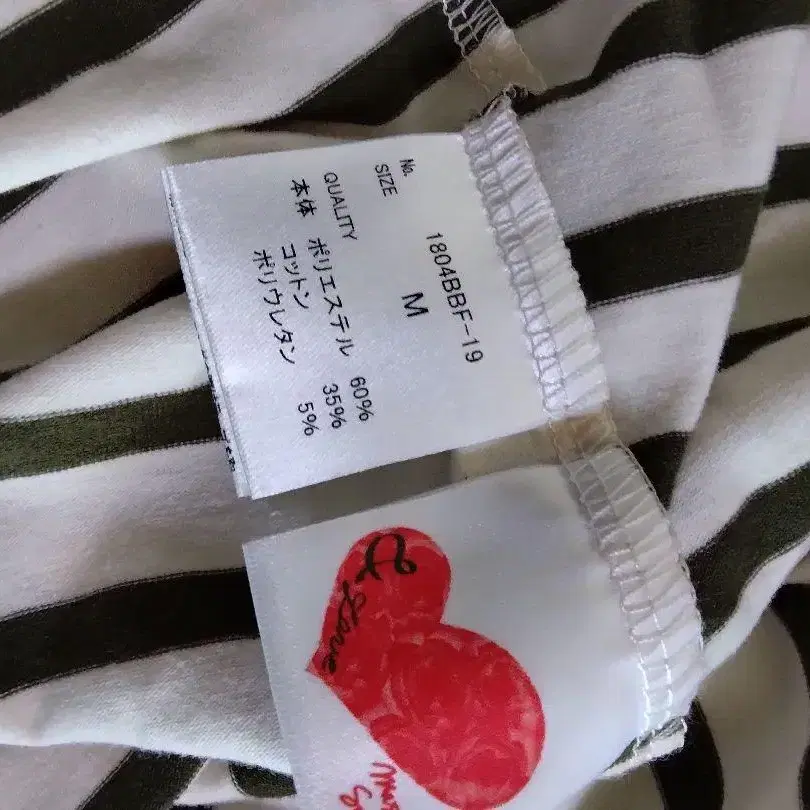 No. 1804BBF-19
SIZE M
QUALITY
本体 ポリエステル 60%
コットン 35%
ポリウレタン 5%
& Love